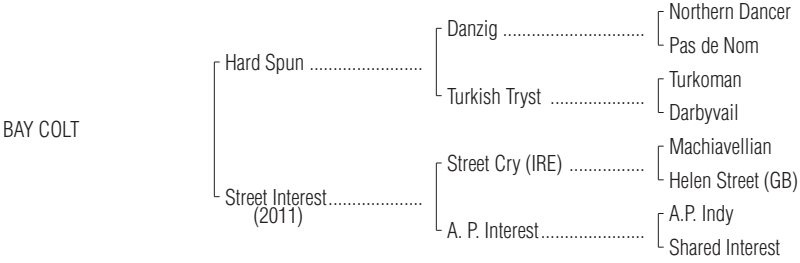 Northern Dancer
Danzig ..............................
Pas de Nom
Hard Spun ........................
Turkoman
Turkish Tryst ....................
Darbyvail
BAY COLT
Machiavellian
Street Cry (IRE) ................
Helen Street (GB)
Street Interest....................
(2011)
A.P. Indy
A. P. Interest......................
Shared Interest